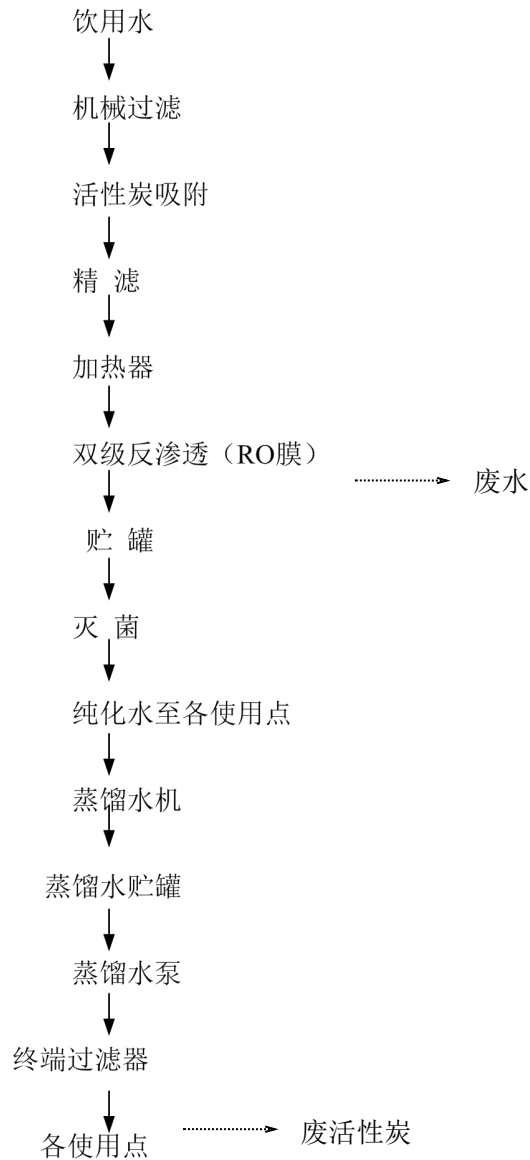 饮用水
机械过滤
活性炭吸附
精 滤
加热器
双级反渗透（RO膜）
废水
贮 罐
灭 菌
纯化水至各使用点
蒸馏水机
蒸馏水贮罐
蒸馏水泵
终端过滤器
各使用点
废活性炭